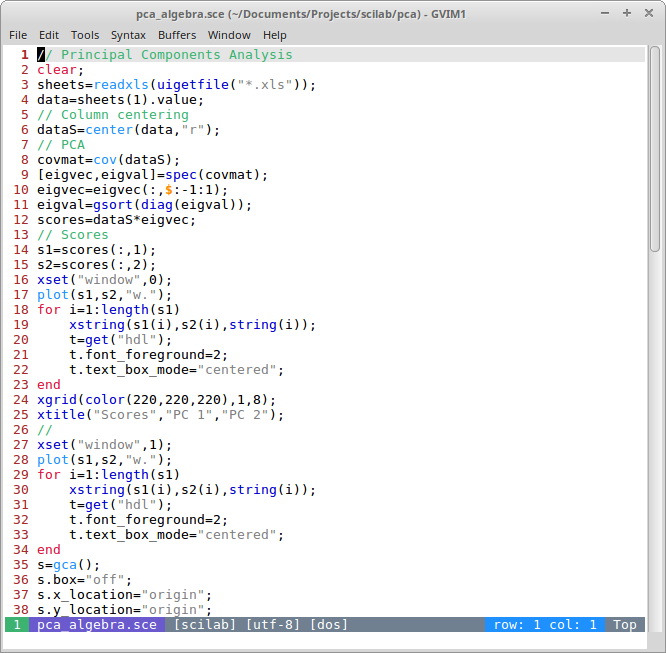 pca_algebra.sce (~/Documents/Projects/scilab/pca) - GVIM1
File Edit Tools Syntax Buffers Window Help
1 // Principal Components Analysis
2 clear;
3 sheets=readxls(uigetfile("*.xls"));
4 data=sheets(1).value;
5 // Column centering
6 dataS=center(data,"r");
7 // PCA
8 covmat=cov(dataS);
9 [eigvec,eigval]=spec(covmat);
10 eigvec=eigvec(:,$:-1:1);
11 eigval=gsort(diag(eigval));
12 scores=dataS*eigvec;
13 // Scores
14 s1=scores(:,1);
15 s2=scores(:,2);
16 xset("window",0);
17 plot(s1,s2,"w.");
18 for i=1:length(s1)
19     xstring(s1(i),s2(i),string(i));
20     t=get("hdl");
21     t.font_foreground=2;
22     t.text_box_mode="centered";
23 end
24 xgrid(color(220,220,220),1,8);
25 xtitle("Scores","PC 1","PC 2");
26 //
27 xset("window",1);
28 plot(s1,s2,"w.");
29 for i=1:length(s1)
30     xstring(s1(i),s2(i),string(i));
31     t=get("hdl");
32     t.font_foreground=2;
33     t.text_box_mode="centered";
34 end
35 s=gca();
36 s.box="off";
37 s.x_location="origin";
38 s.y_location="origin";
1 pca_algebra.sce [scilab] [utf-8] [dos] row: 1 col: 1 Top